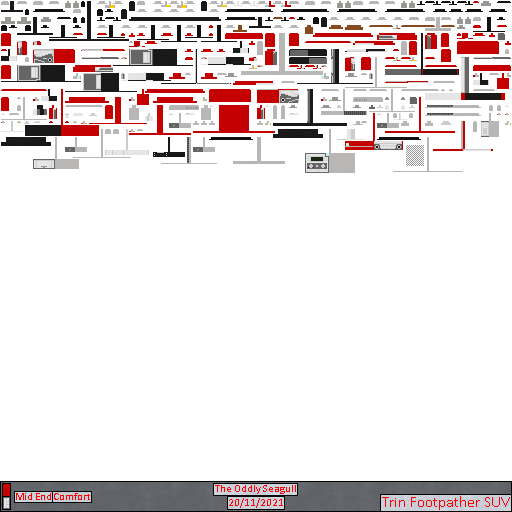 The Oddly Seagull
Mid End Comfort
20/11/2021
Trin Footpather SUV